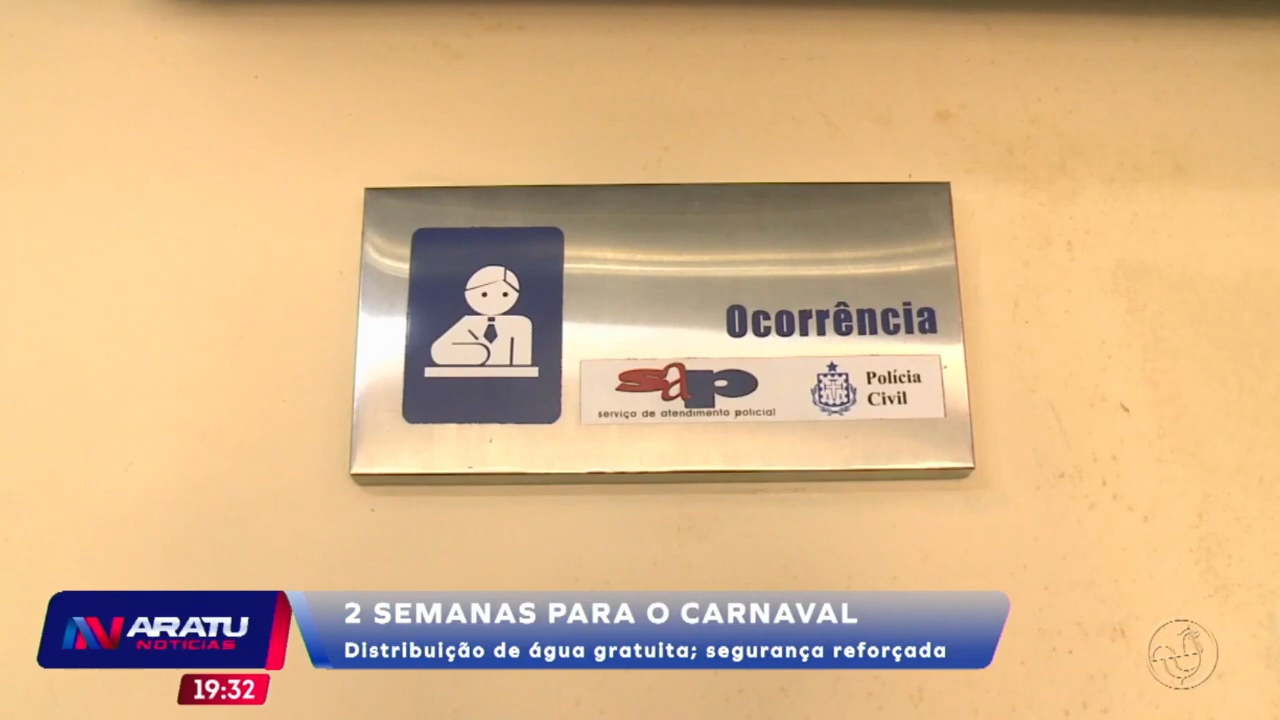 Ocorrência
sap
serviço de atendimento policial
Polícia
Civil
ARATU
NOTÍCIAS
19:32
2 SEMANAS PARA O CARNAVAL
Distribuição de água gratuita; segurança reforçada